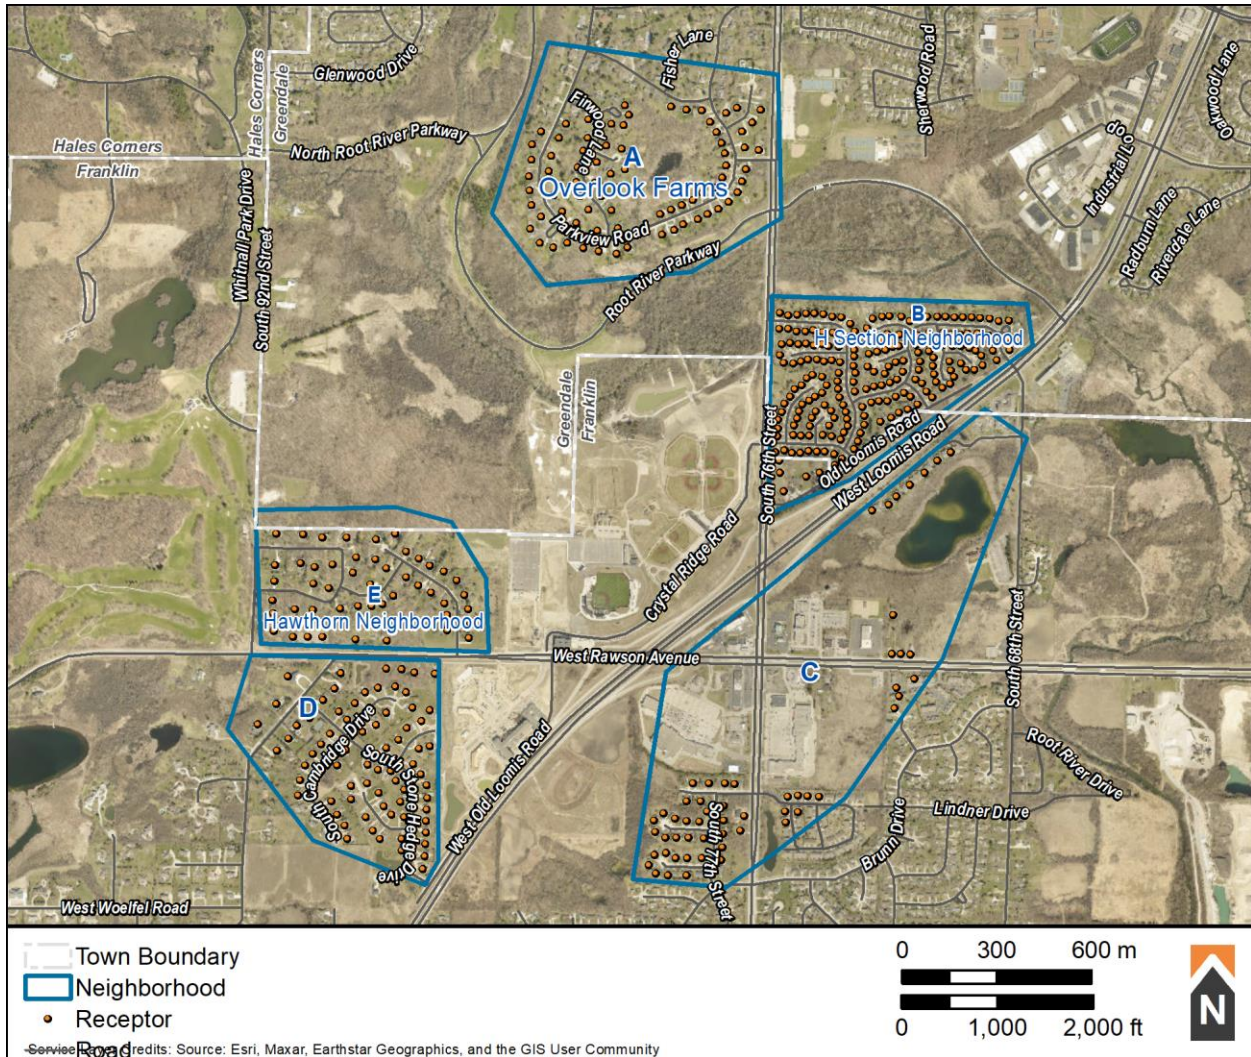 Glenwood Drive
Fisher Lane
Sherwood Road
Oakwood Lane
Hales Corners
Greendale
North Root River Parkway
Hales Corners
Franklin
Firwood Lane
A
Overlook Farms
Industrial Loop
Whitnall Park Drive
South 92nd Street
Parkview Road
Root River Parkway
Radburn Lane
Riverdale Lane
B
H Section Neighborhood
Greendale
Franklin
South 76th Street
Old Loomis Road
West Loomis Road
Crystal Ridge Road
E
Hawthorn Neighborhood
West Rawson Avenue
C
South 68th Street
D
South Cambridge Drive
South Stone Hedge Drive
West Old Loomis Road
Root River Drive
Lindner Drive
South 77th Street
Brunn Drive
West Woelfel Road
Town Boundary
Neighborhood
Receptor
Road
Service Layer Credits: Source: Esri, Maxar, Earthstar Geographics, and the GIS User Community
0 300 600 m
0 1,000 2,000 ft
N